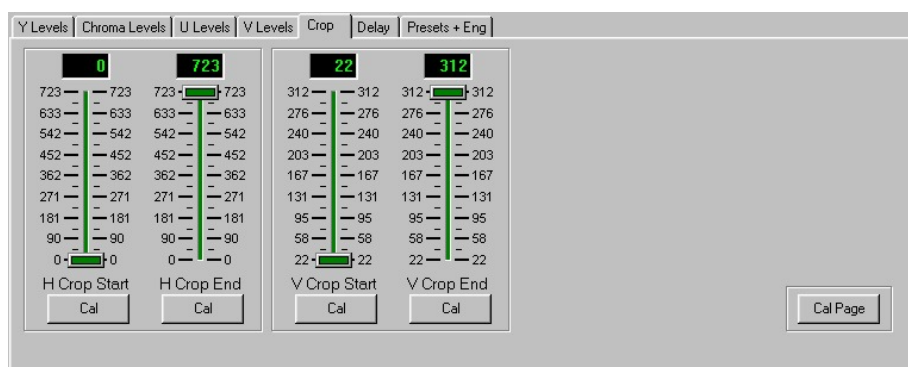 Y Levels Chroma Levels U Levels V Levels Crop Delay Presets + Eng
0 723 22 312
723 723 723 723 312 312 312 312
633 633 633 633 276 276 276 276
542 542 542 542 240 240 240 240
452 452 452 452 203 203 203 203
362 362 362 362 167 167 167 167
271 271 271 271 131 131 131 131
181 181 181 181 95 95 95 95
90 90 90 90 58 58 58 58
0 0 0 0 22 22 22 22
H Crop Start H Crop End V Crop Start V Crop End
Cal Cal Cal Cal Cal Page